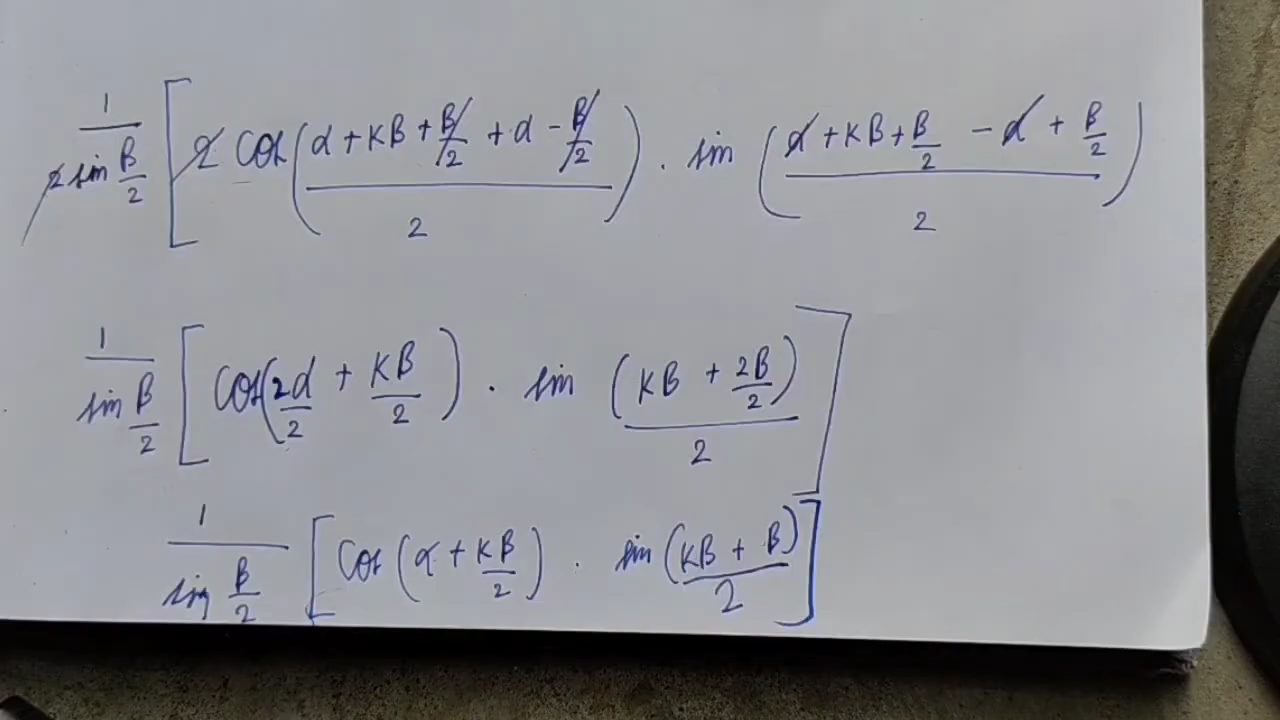 1/(2 sin β/2) [2 cos((α + Kβ + β/2 + α - β/2)/2) . sin((α + Kβ + β/2 - α + β/2)/2)
1/(sin β/2) [cos(2α/2 + Kβ/2) . sin((Kβ + 2β/2)/2)]
1/(sin β/2) [cos(α + Kβ/2) . sin((Kβ + β)/2)]